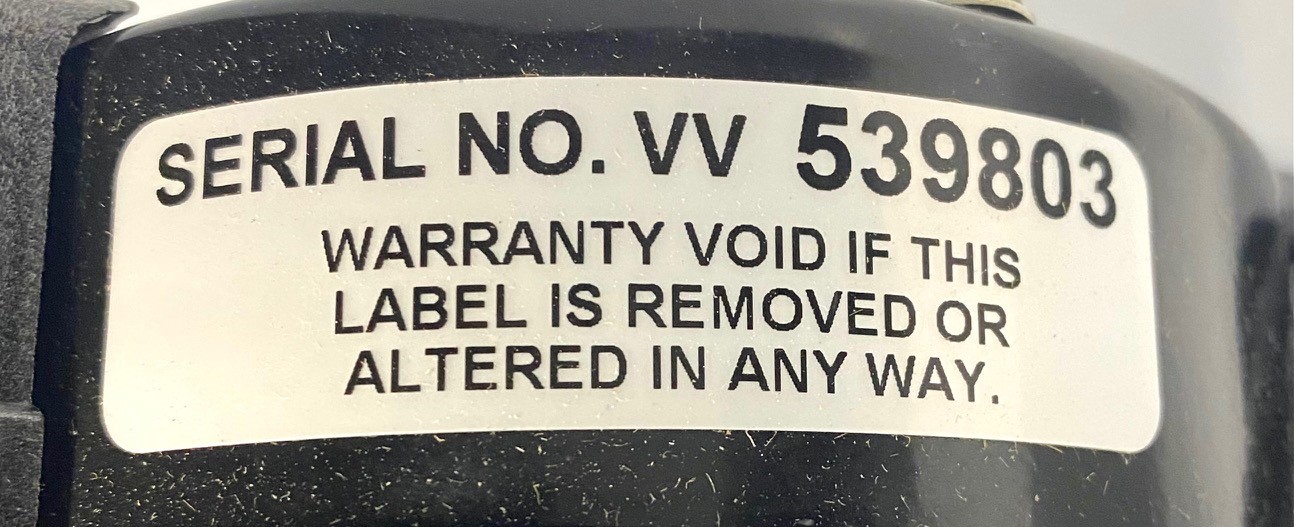 SERIAL NO. VV 539803
WARRANTY VOID IF THIS
LABEL IS REMOVED OR
ALTERED IN ANY WAY.